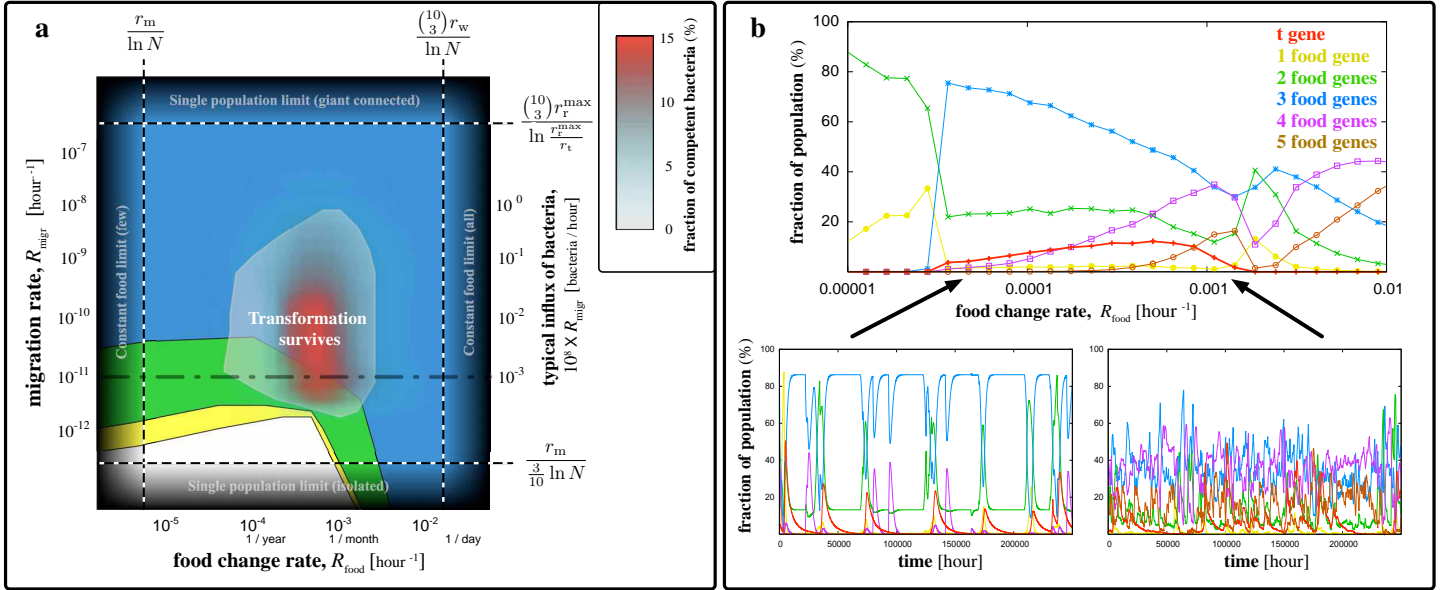 a
r_m / ln N
(10 3) r_w / ln N
Single population limit (giant connected)
(10 3) r_r^max / ln (r_r^max / r_t)
Constant food limit (few)
Constant food limit (all)
Transformation
survives
Single population limit (isolated)
r_m / (3/10 ln N)
migration rate, R_migr [hour⁻¹]
10⁻⁷
10⁻⁸
10⁻⁹
10⁻¹⁰
10⁻¹¹
10⁻¹²
10⁰
10⁻¹
10⁻²
10⁻³
typical influx of bacteria,
10⁸ X R_migr [bacteria / hour]
10⁻⁵ 10⁻⁴ 10⁻³ 10⁻²
1 / year 1 / month 1 / day
food change rate, R_food [hour⁻¹]
15
10
5
0
fraction of competent bacteria (%)
b
fraction of population (%)
100
80
60
40
20
t gene
1 food gene
2 food genes
3 food genes
4 food genes
5 food genes
0.00001 0.0001 0.001 0.01
food change rate, R_food [hour⁻¹]
fraction of population (%)
100
80
60
40
20
0 50000 100000 150000 200000
time [hour]
100
80
60
40
20
0 50000 100000 150000 200000
time [hour]